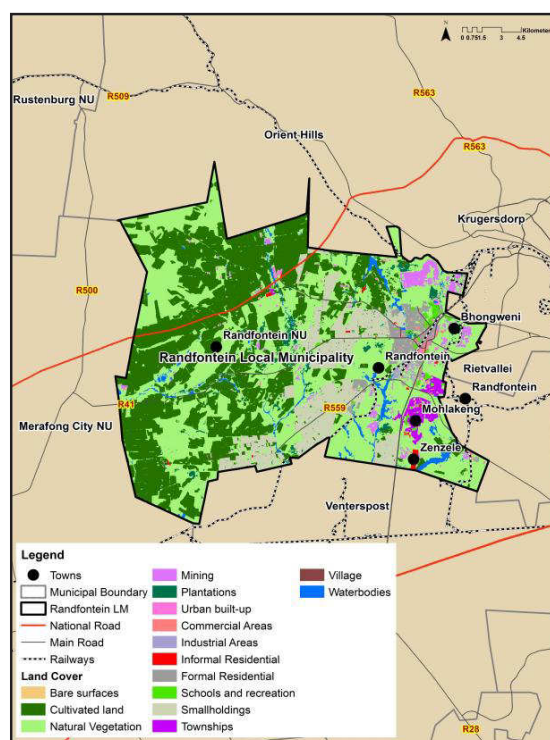 N
Kilometers
0 0.75 1.5 3 4.5
Rustenburg NU
R509
R563
Orient Hills
R563
Krugersdorp
R500
Bhongweni
Randfontein NU
Randfontein Local Municipality
Randfontein
Rietvallei
Randfontein
R41
R559
Mohlakeng
Merafong City NU
Zenzele
Venterspost
Legend
Towns
Municipal Boundary
Randfontein LM
National Road
Main Road
Railways
Land Cover
Bare surfaces
Cultivated land
Natural Vegetation
Mining
Plantations
Urban built-up
Commercial Areas
Industrial Areas
Informal Residential
Formal Residential
Schools and recreation
Smallholdings
Townships
Village
Waterbodies
R28